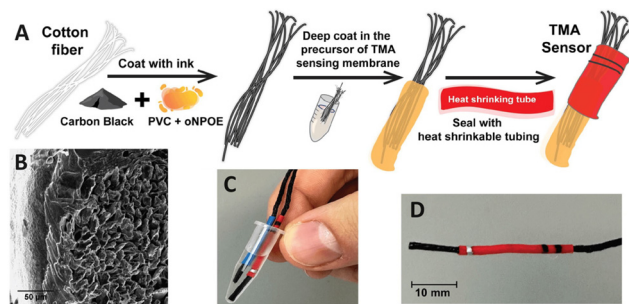 A
Cotton
fiber
Coat with ink
Carbon Black
PVC + oNPOE
Deep coat in the
precursor of TMA
sensing membrane
Heat shrinking tube
Seal with
heat shrinkable tubing
TMA
Sensor
B
50 μm
C
D
10 mm